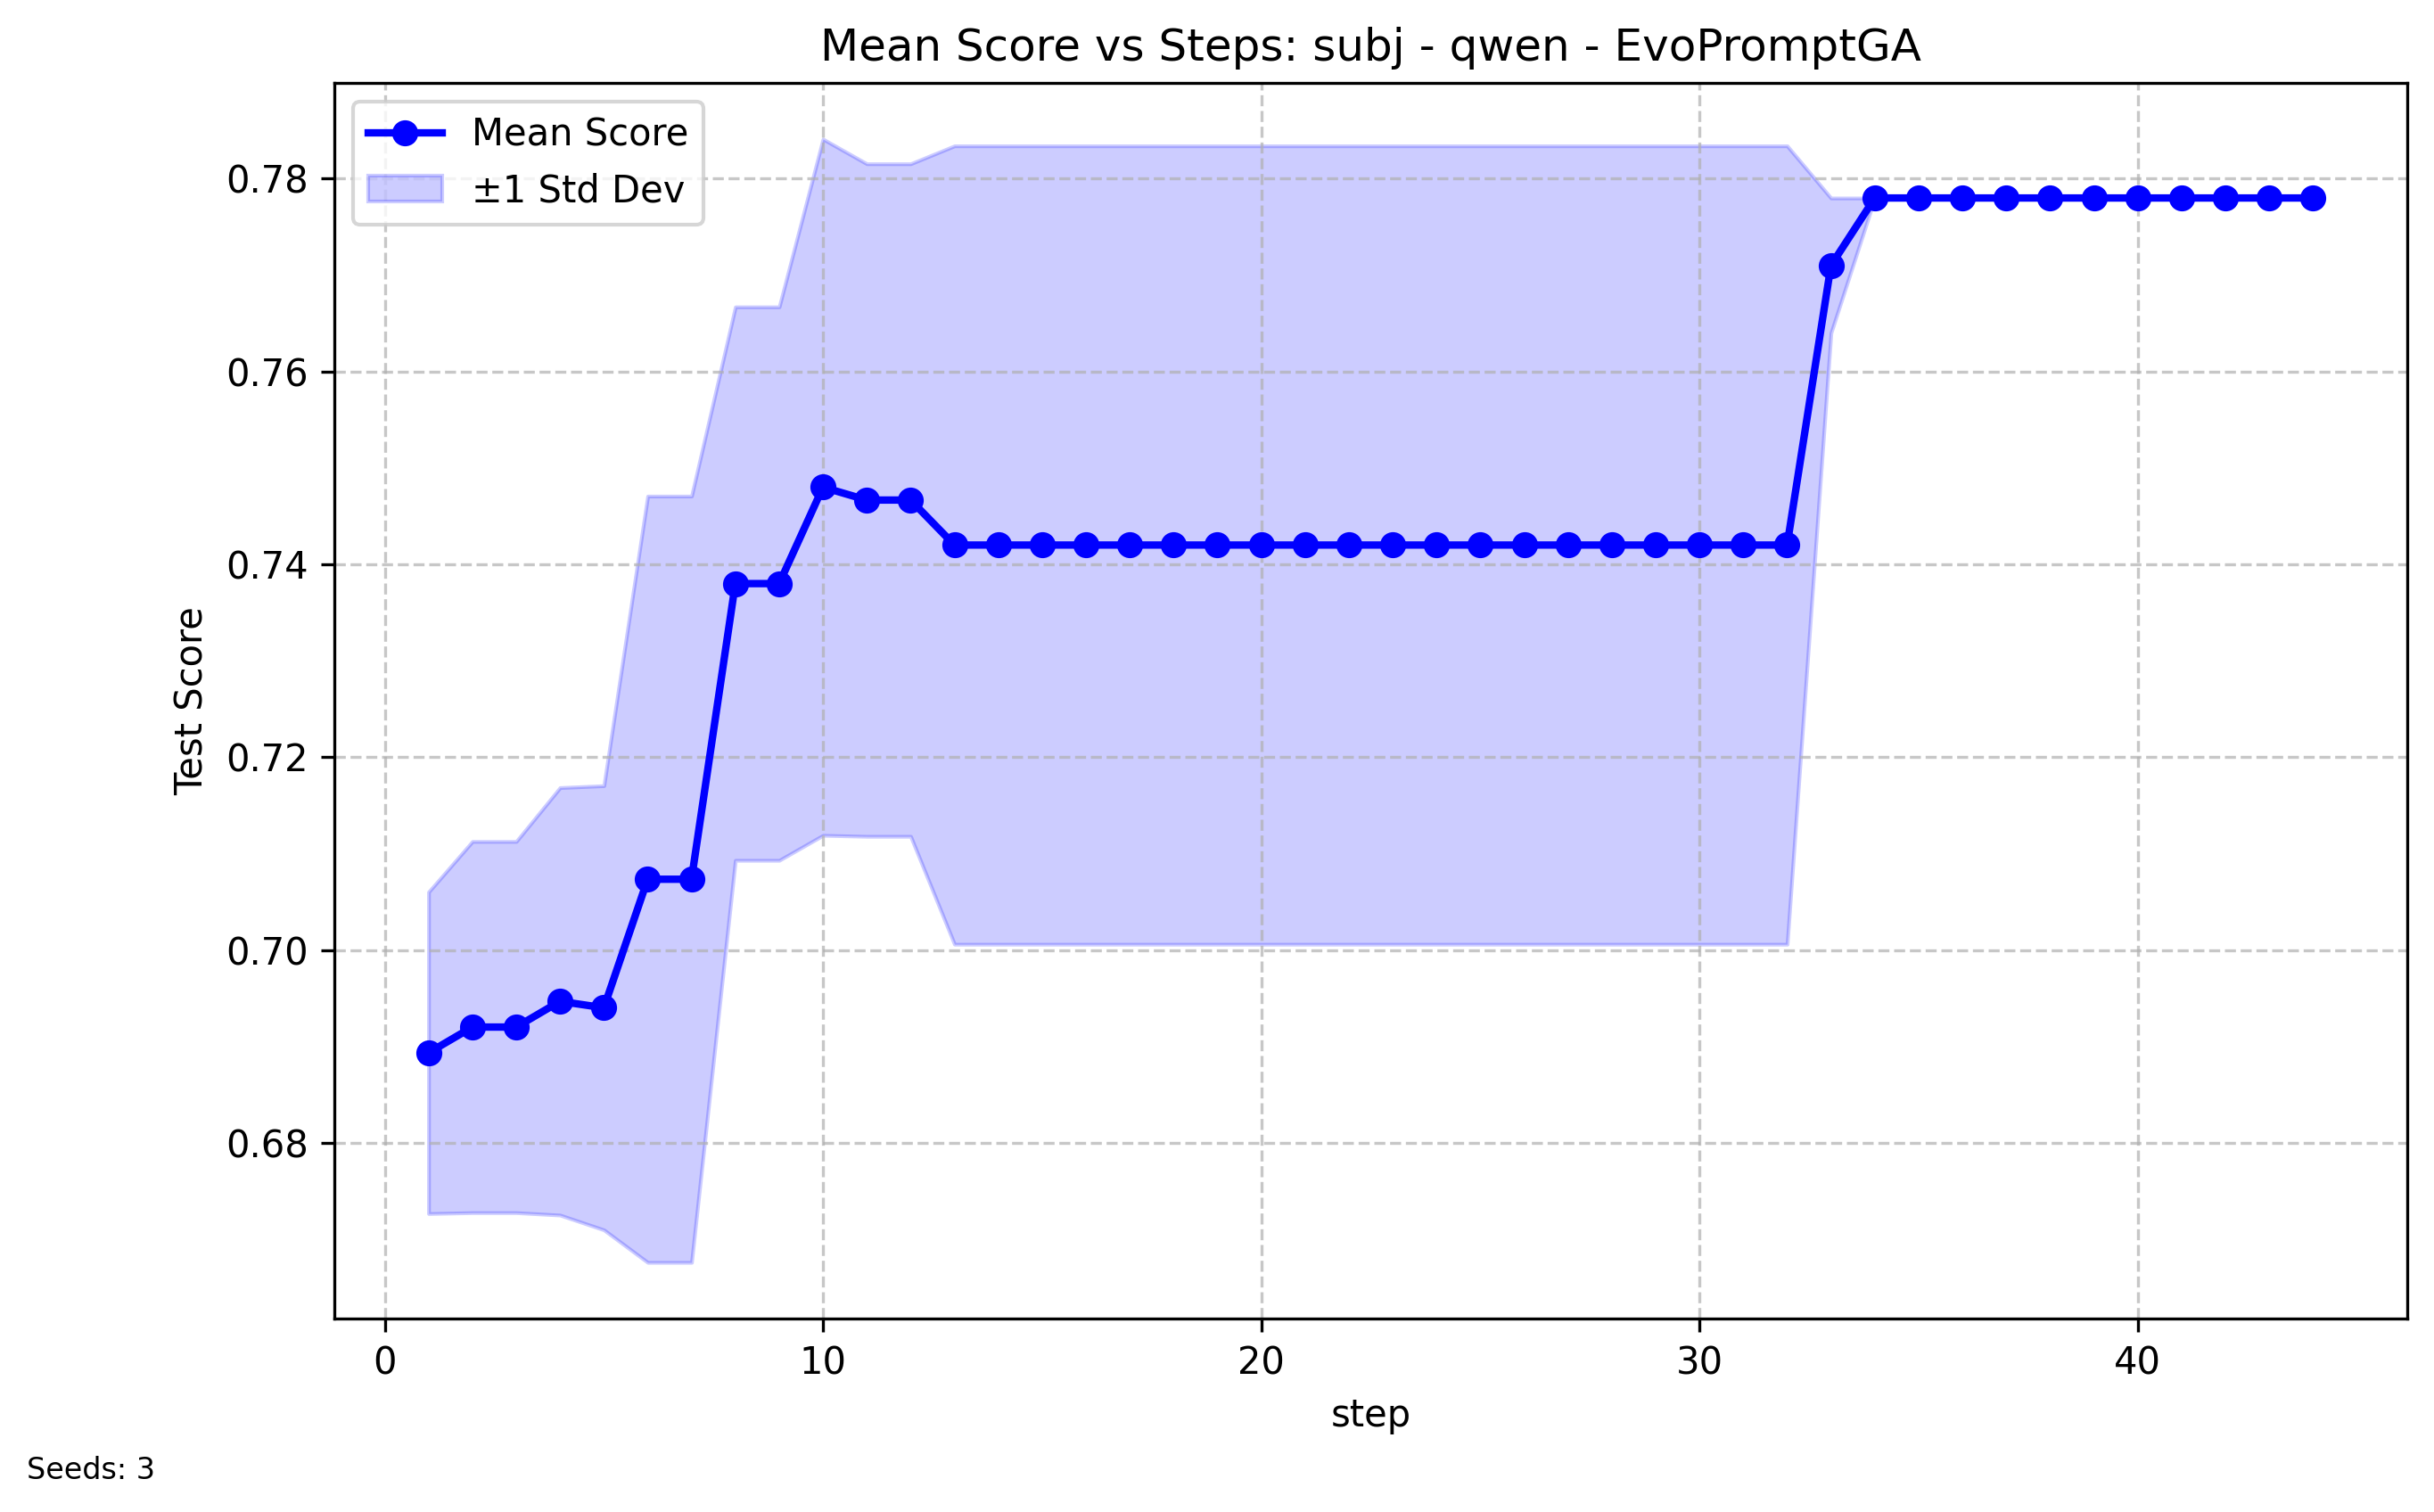 Mean Score vs Steps: subj - qwen - EvoPromptGA
Mean Score
±1 Std Dev
0.78
0.76
0.74
0.72
0.70
0.68
Test Score
0 10 20 30 40
step
Seeds: 3